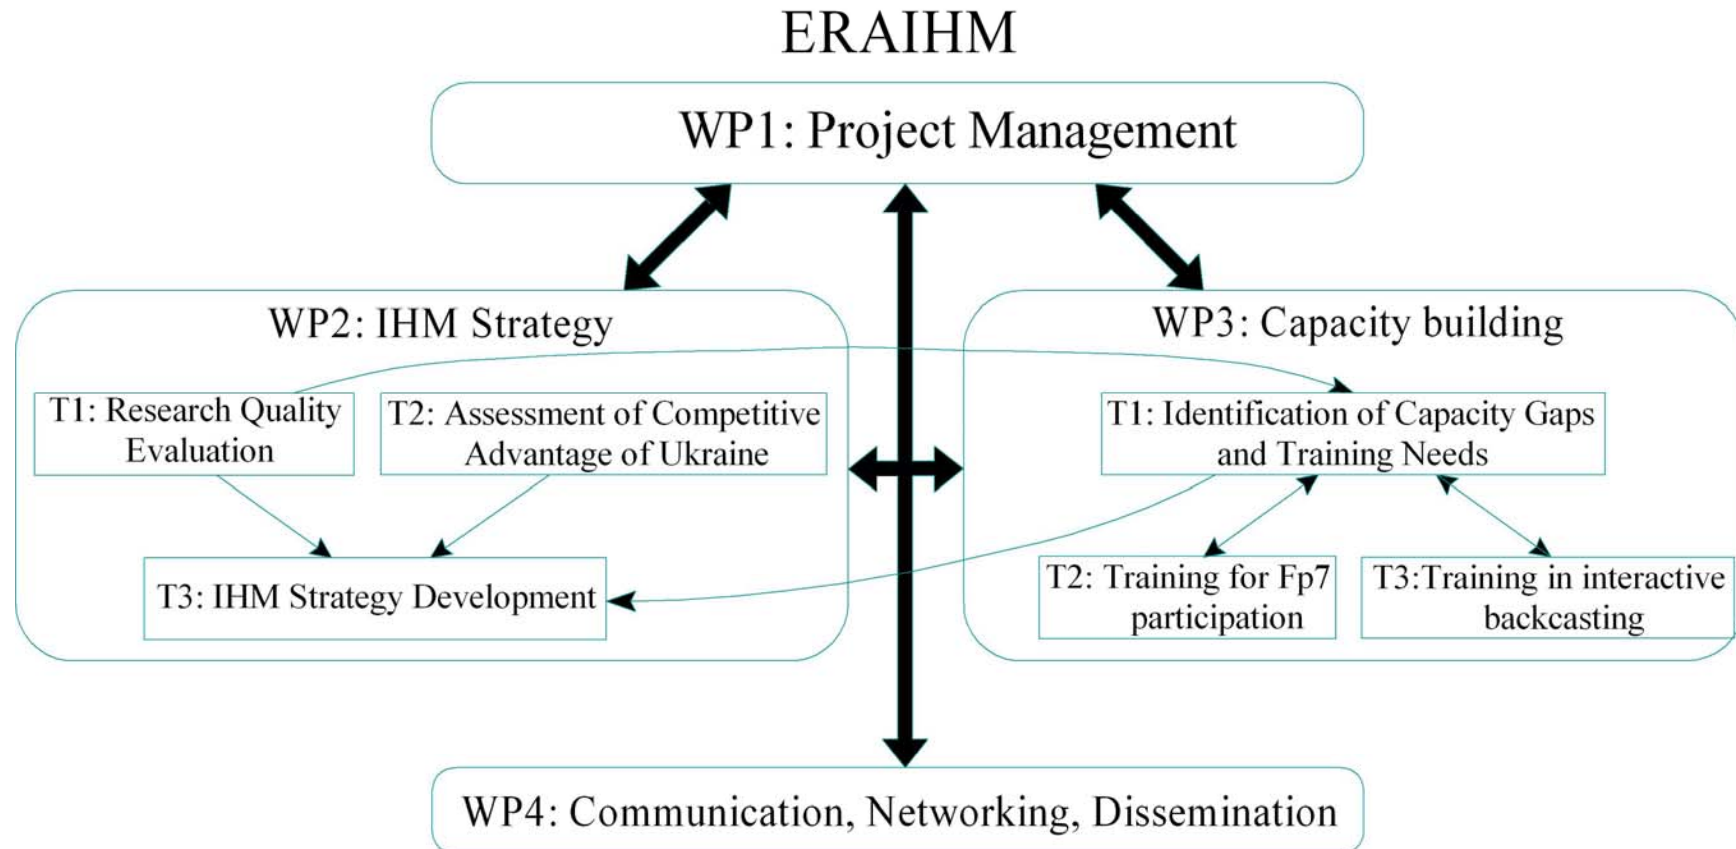 ERAIHM
WP1: Project Management
WP2: IHM Strategy
T1: Research Quality
Evaluation
T2: Assessment of Competitive
Advantage of Ukraine
T3: IHM Strategy Development
WP3: Capacity building
T1: Identification of Capacity Gaps
and Training Needs
T2: Training for Fp7
participation
T3:Training in interactive
backcasting
WP4: Communication, Networking, Dissemination